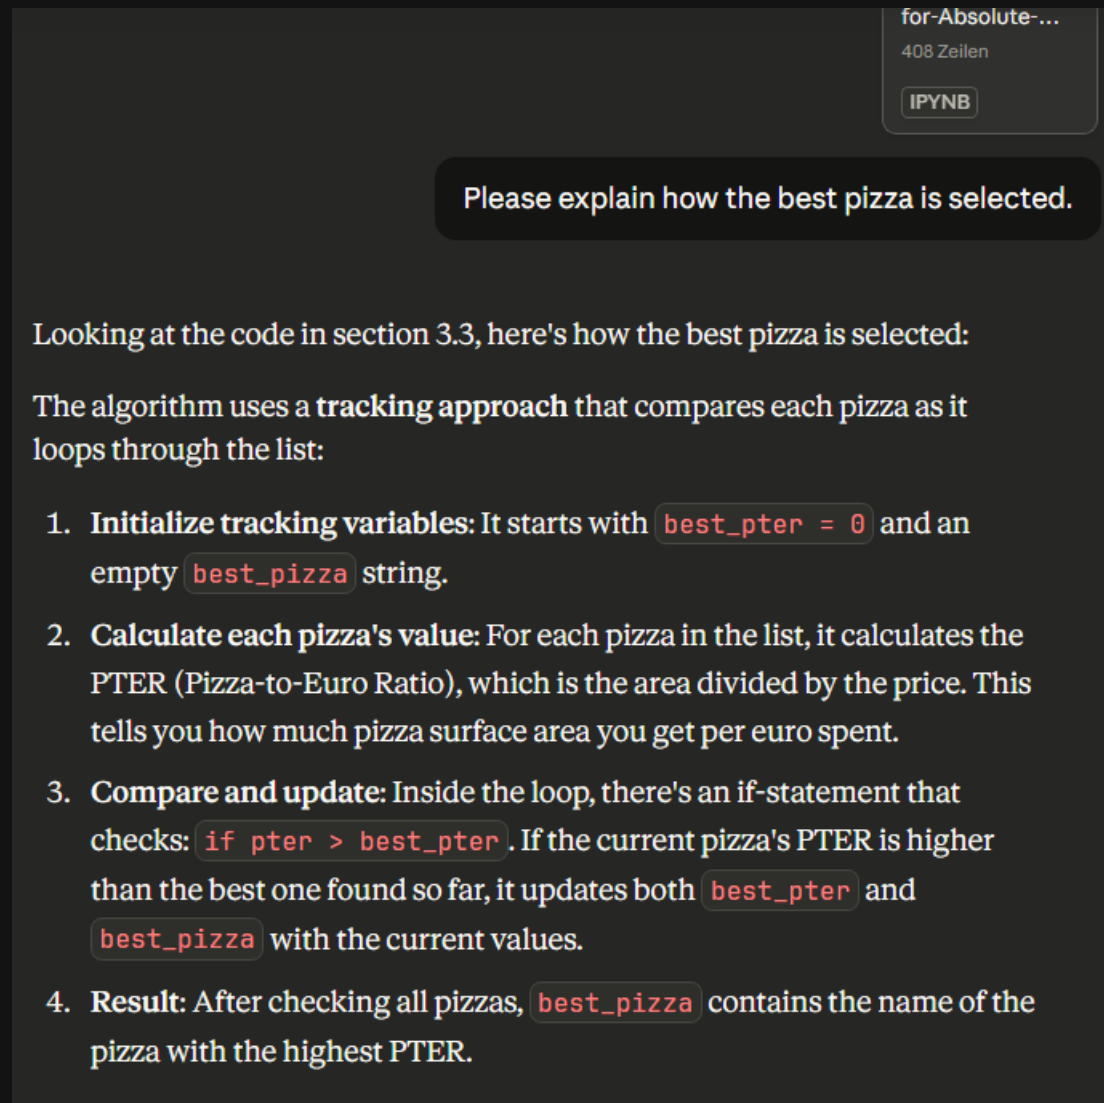 for-Absolute-...
408 Zeilen
IPYNB
Please explain how the best pizza is selected.
Looking at the code in section 3.3, here's how the best pizza is selected:
The algorithm uses a tracking approach that compares each pizza as it
loops through the list:
1. Initialize tracking variables: It starts with best_pter = 0 and an
empty best_pizza string.
2. Calculate each pizza's value: For each pizza in the list, it calculates the
PTER (Pizza-to-Euro Ratio), which is the area divided by the price. This
tells you how much pizza surface area you get per euro spent.
3. Compare and update: Inside the loop, there's an if-statement that
checks: if pter > best_pter. If the current pizza's PTER is higher
than the best one found so far, it updates both best_pter and
best_pizza with the current values.
4. Result: After checking all pizzas, best_pizza contains the name of the
pizza with the highest PTER.